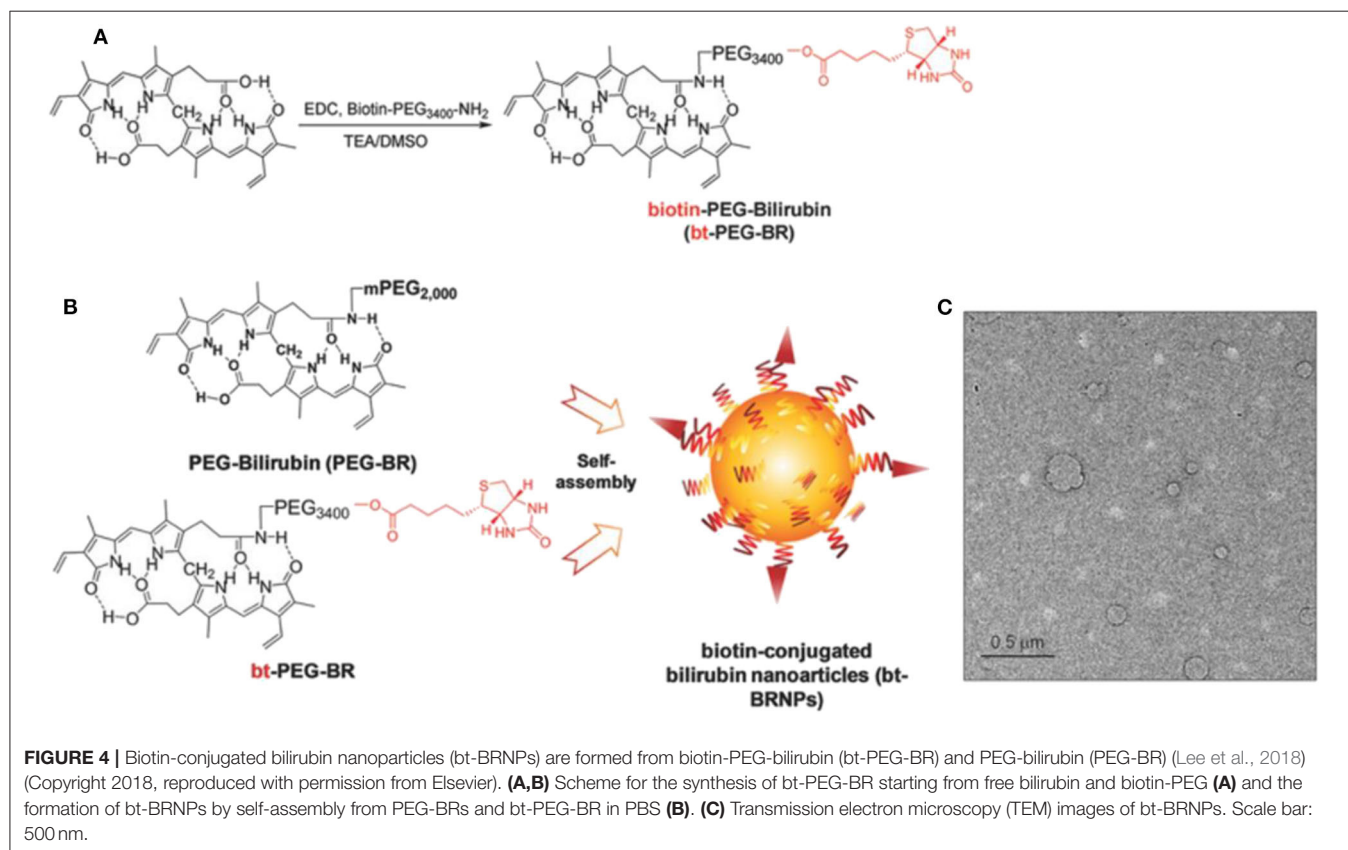 A
EDC, Biotin-PEG3400-NH2
TEA/DMSO
PEG3400
biotin-PEG-Bilirubin
(bt-PEG-BR)
B
mPEG2,000
PEG-Bilirubin (PEG-BR)
PEG3400
bt-PEG-BR
Self-
assembly
biotin-conjugated
bilirubin nanoarticles (bt-
BRNPs)
C
0.5 μm
FIGURE 4 | Biotin-conjugated bilirubin nanoparticles (bt-BRNPs) are formed from biotin-PEG-bilirubin (bt-PEG-BR) and PEG-bilirubin (PEG-BR) (Lee et al., 2018)
(Copyright 2018, reproduced with permission from Elsevier). (A,B) Scheme for the synthesis of bt-PEG-BR starting from free bilirubin and biotin-PEG (A) and the
formation of bt-BRNPs by self-assembly from PEG-BRs and bt-PEG-BR in PBS (B). (C) Transmission electron microscopy (TEM) images of bt-BRNPs. Scale bar:
500 nm.